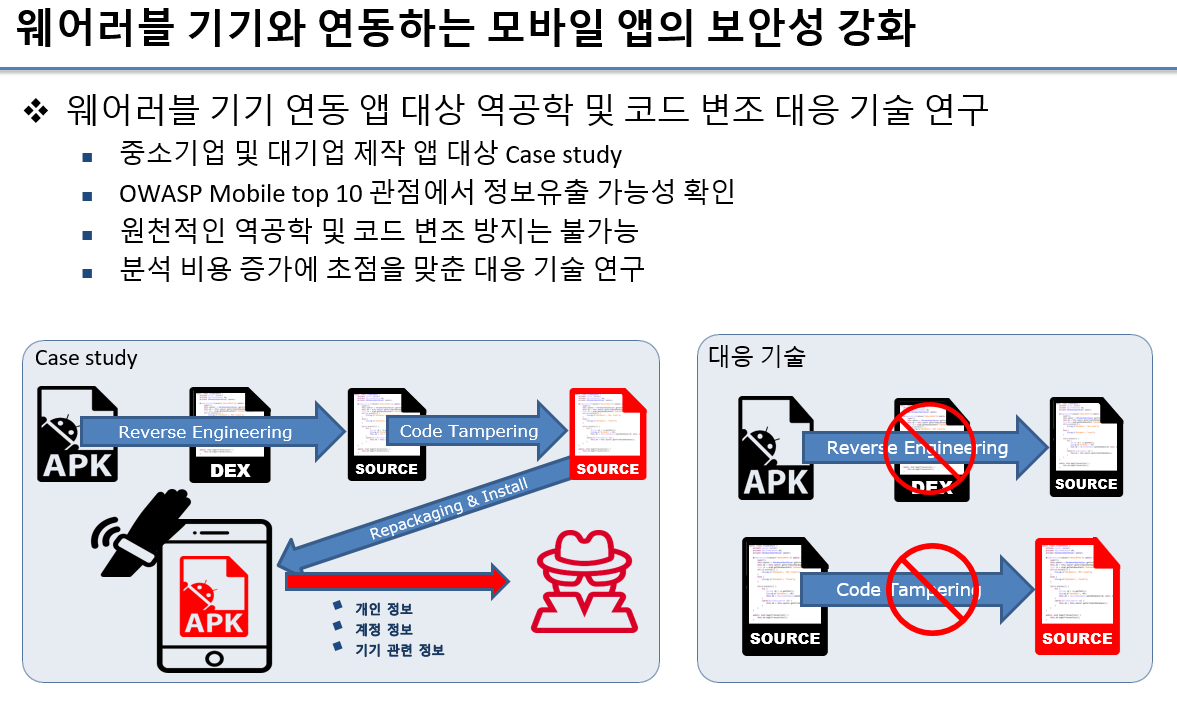 웨어러블 기기와 연동하는 모바일 앱의 보안성 강화
웨어러블 기기 연동 앱 대상 역공학 및 코드 변조 대응 기술 연구
중소기업 및 대기업 제작 앱 대상 Case study
OWASP Mobile top 10 관점에서 정보유출 가능성 확인
원천적인 역공학 및 코드 변조 방지는 불가능
분석 비용 증가에 초점을 맞춘 대응 기술 연구
Case study
APK
Reverse Engineering
DEX
SOURCE
Code Tampering
SOURCE
Repackaging & Install
APK
개인 정보
계정 정보
기기 관련 정보
대응 기술
APK
Reverse Engineering
DEX
SOURCE
SOURCE
Code Tampering
SOURCE